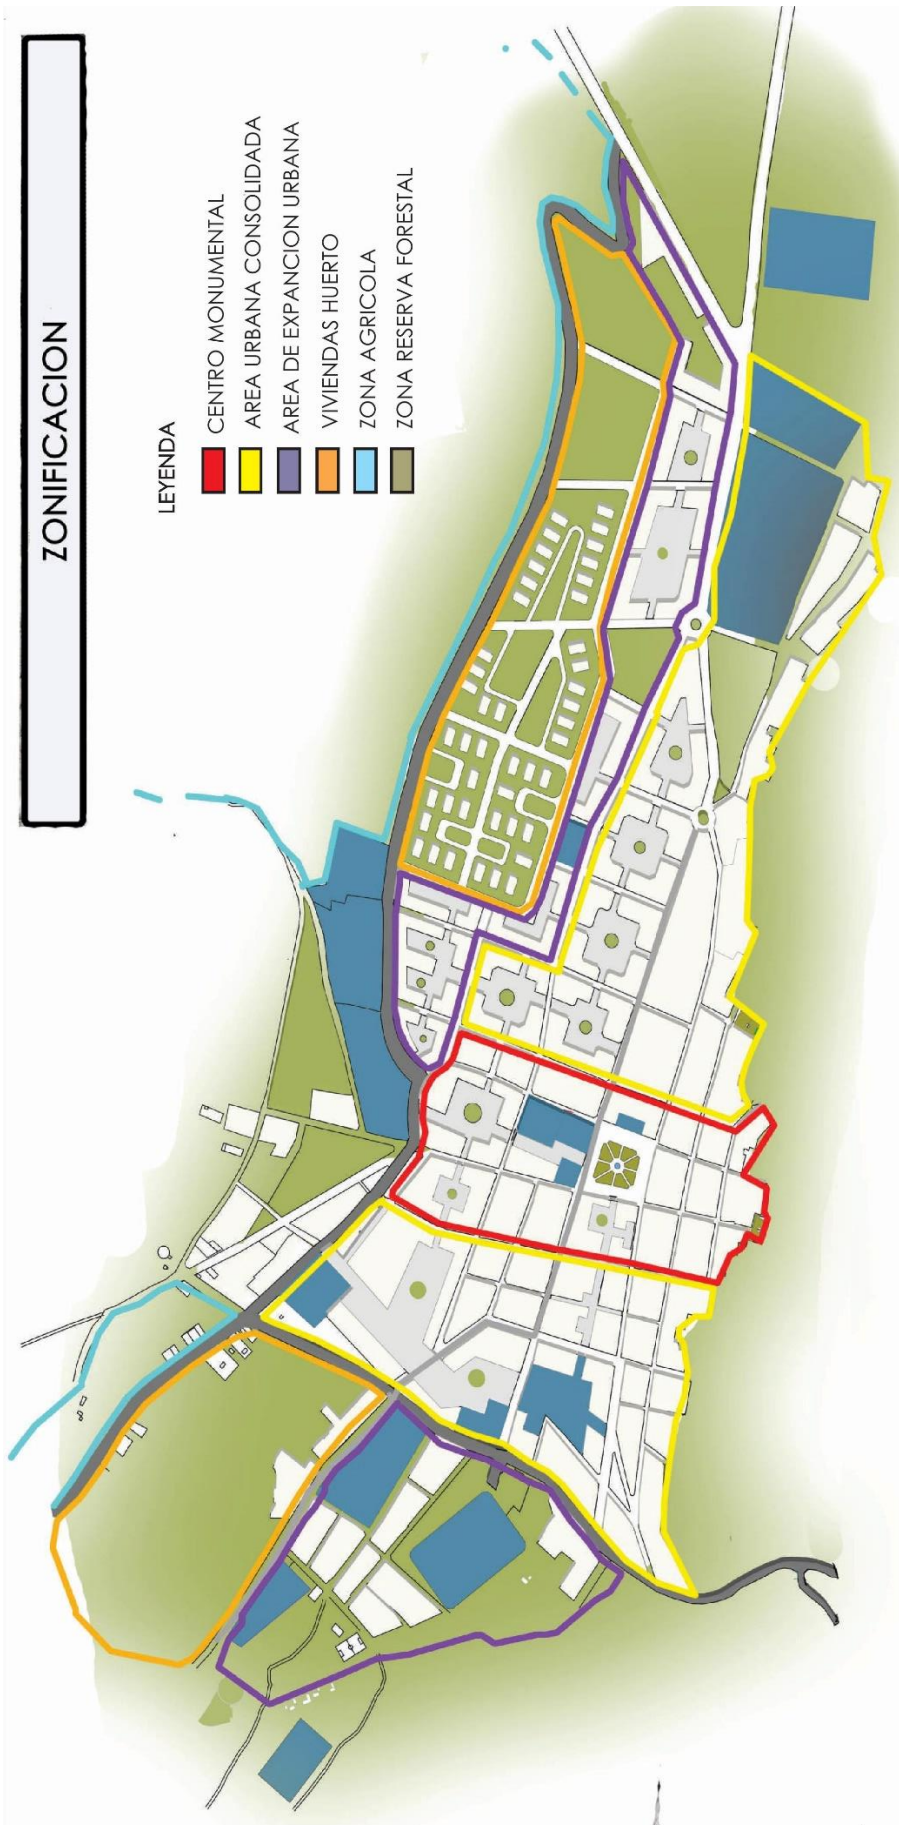 ZONIFICACION
LEYENDA
CENTRO MONUMENTAL
AREA URBANA CONSOLIDADA
AREA DE EXPANCION URBANA
VIVIENDAS HUERTO
ZONA AGRICOLA
ZONA RESERVA FORESTAL